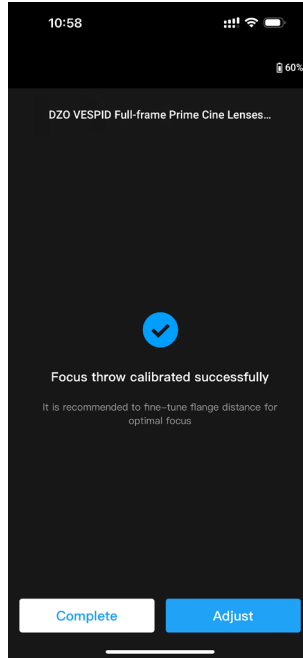 10:58
60%
DZO VESPID Full-frame Prime Cine Lenses...
Focus throw calibrated successfully
It is recommended to fine-tune flange distance for
optimal focus
Complete
Adjust